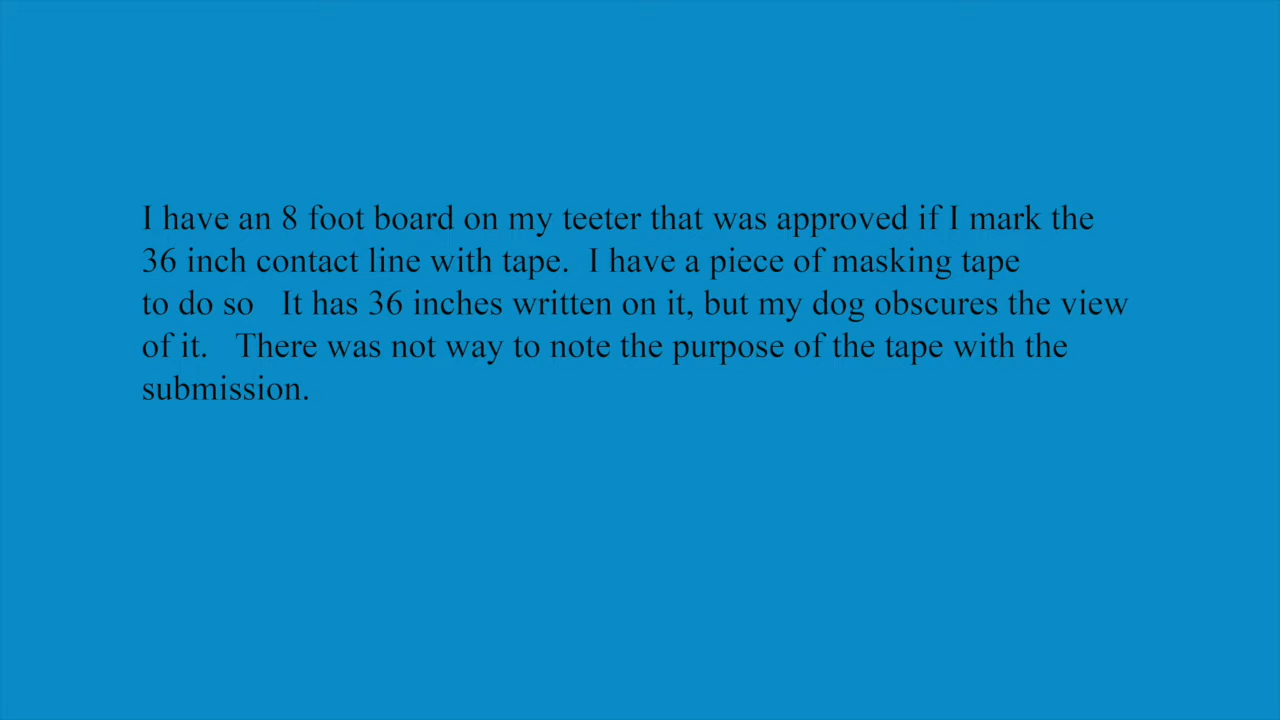 I have an 8 foot board on my teeter that was approved if I mark the
36 inch contact line with tape.  I have a piece of masking tape
to do so   It has 36 inches written on it, but my dog obscures the view
of it.   There was not way to note the purpose of the tape with the
submission.